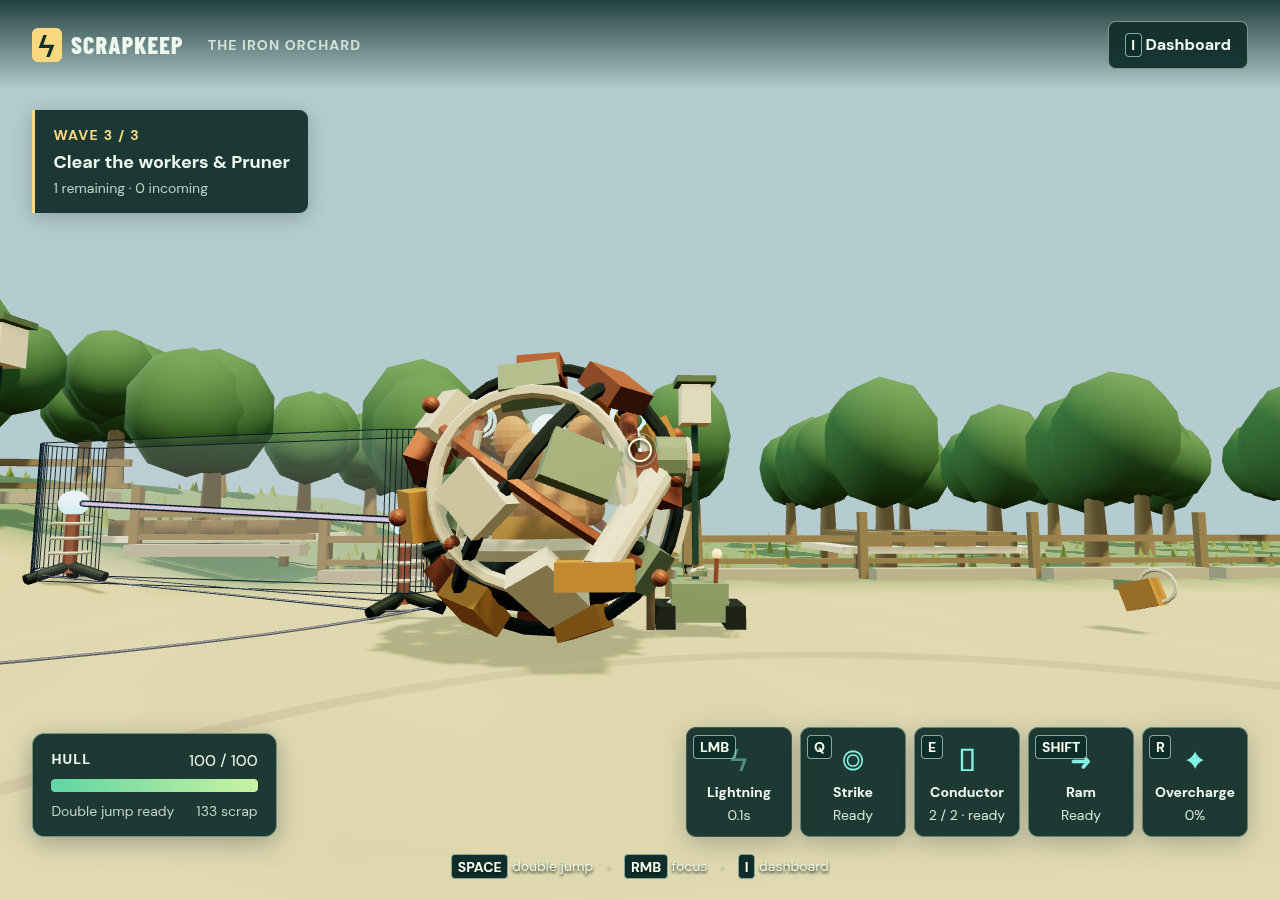 SCRAPKEEP THE IRON ORCHARD
I Dashboard
WAVE 3 / 3
Clear the workers & Pruner
1 remaining · 0 incoming
HULL 100 / 100
Double jump ready 133 scrap
LMB
Lightning
0.1s
Q
Strike
Ready
E
Conductor
2 / 2 · ready
SHIFT
Ram
Ready
R
Overcharge
0%
SPACE double jump · RMB focus · I dashboard